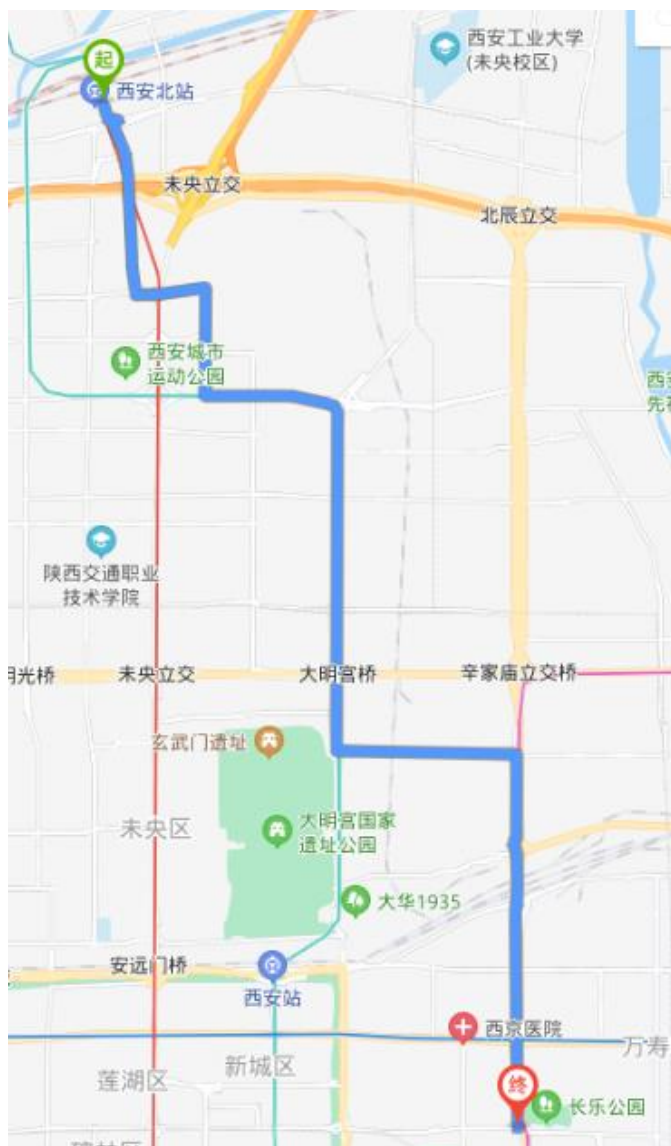 西安工业大学
(未央校区)
起
西安北站
未央立交
北辰立交
西安城市
运动公园
陕西交通职业
技术学院
未央立交
大明宫桥
辛家庙立交桥
玄武门遗址
大明宫国家
遗址公园
未央区
大华1935
安远门桥
西安站
西京医院
万寿
新城区
莲湖区
终
长乐公园